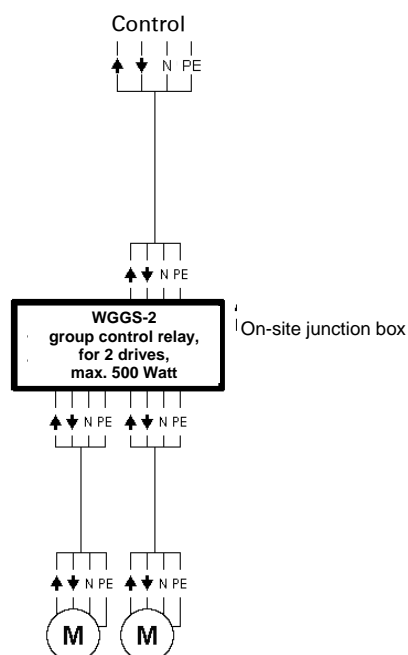 Control
N PE
N PE
WGGS-2
group control relay,
for 2 drives,
max. 500 Watt
On-site junction box
N PE N PE
N PE N PE
M M